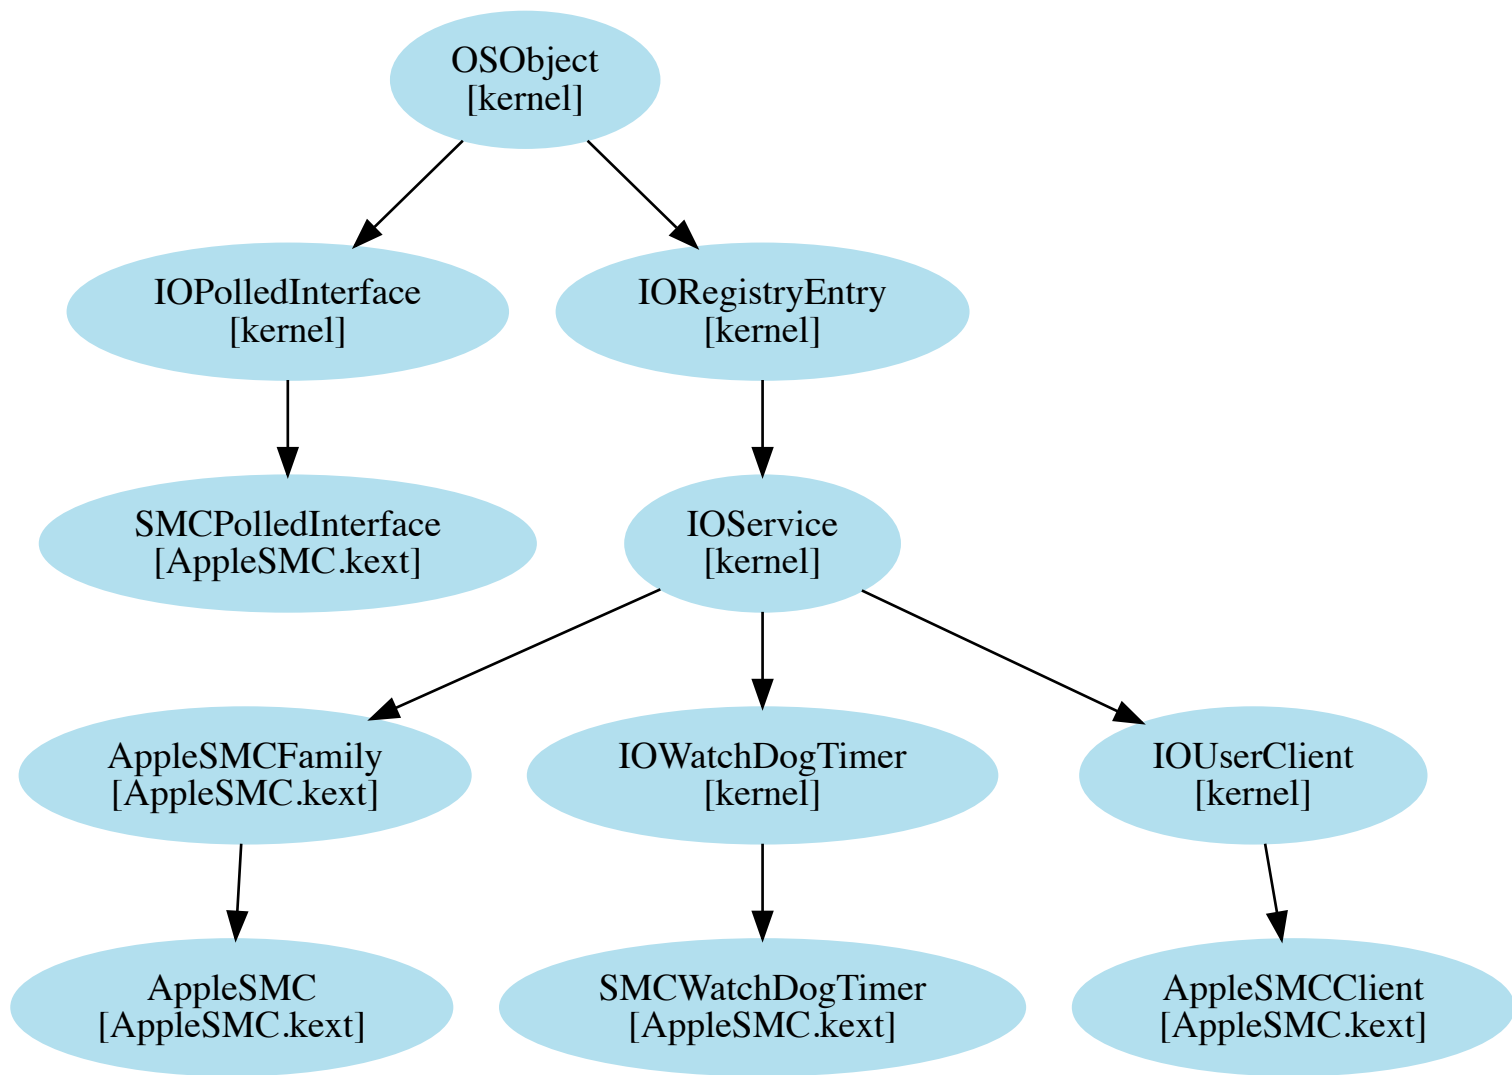 OSObject
[kernel]
IOPolledInterface
[kernel]
IORegistryEntry
[kernel]
SMCPolledInterface
[AppleSMC.kext]
IOService
[kernel]
AppleSMCFamily
[AppleSMC.kext]
IOWatchDogTimer
[kernel]
IOUserClient
[kernel]
AppleSMC
[AppleSMC.kext]
SMCWatchDogTimer
[AppleSMC.kext]
AppleSMCClient
[AppleSMC.kext]